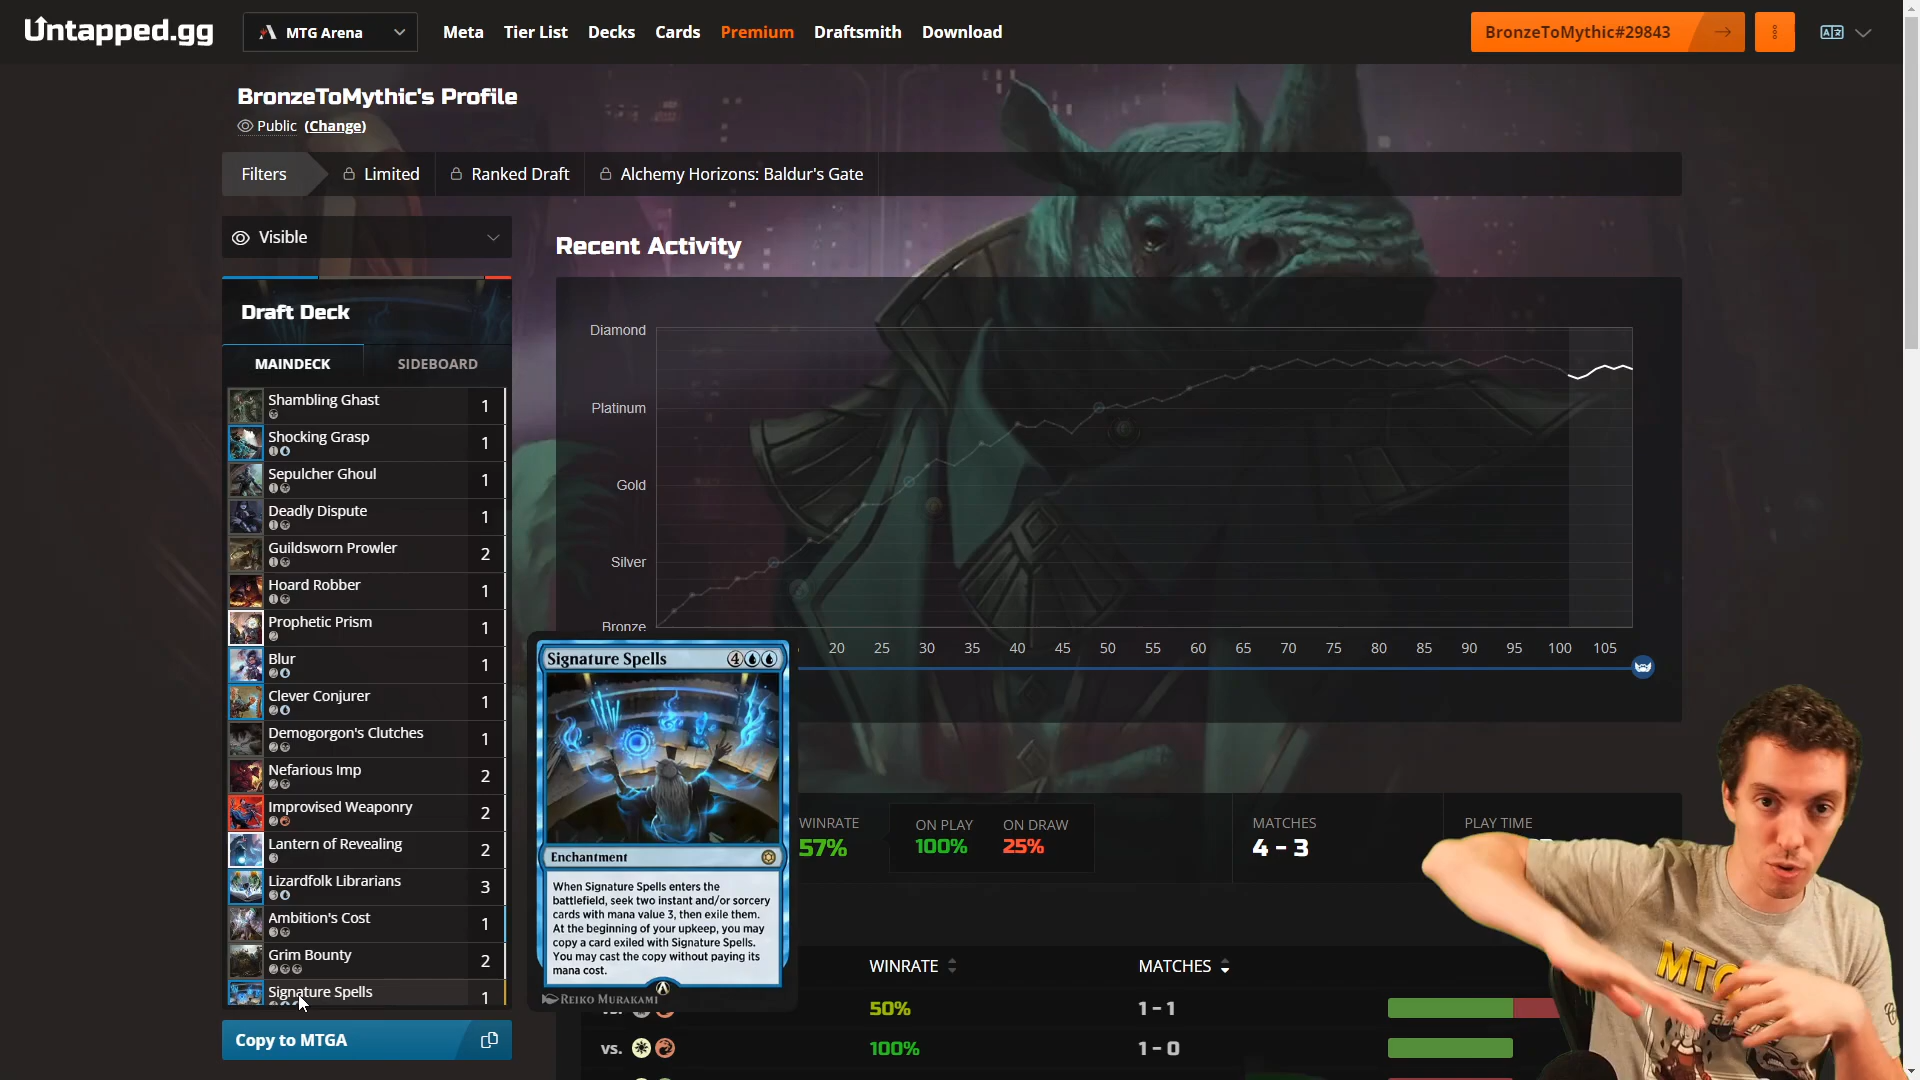 Untapped.gg
MTG Arena
Meta
Tier List
Decks
Cards
Premium
Draftsmith
Download
BronzeToMythic#29843
BronzeToMythic's Profile
Public (Change)
Filters
Limited
Ranked Draft
Alchemy Horizons: Baldur's Gate
Visible
Draft Deck
MAINDECK
SIDEBOARD
Shambling Ghast
1
Shocking Grasp
1
Sepulcher Ghoul
1
Deadly Dispute
1
Guildsworn Prowler
2
Hoard Robber
1
Prophetic Prism
1
Blur
1
Clever Conjurer
1
Demogorgon's Clutches
1
Nefarious Imp
2
Improvised Weaponry
2
Lantern of Revealing
2
Lizardfolk Librarians
3
Ambition's Cost
1
Grim Bounty
2
Signature Spells
1
Copy to MTGA
Recent Activity
Diamond
Platinum
Gold
Silver
Bronze
20 25 30 35 40 45 50 55 60 65 70 75 80 85 90 95 100 105
Signature Spells 4
Enchantment
When Signature Spells enters the
battlefield, seek two instant and/or sorcery
cards with mana value 3, then exile them.
At the beginning of your upkeep, you may
copy a card exiled with Signature Spells.
You may cast the copy without paying its
mana cost.
REIKO MURAKAMI
WINRATE
57%
ON PLAY
100%
ON DRAW
25%
MATCHES
4 - 3
PLAY TIME
WINRATE
MATCHES
vs.
50%
1 - 1
vs.
100%
1 - 0
MTG